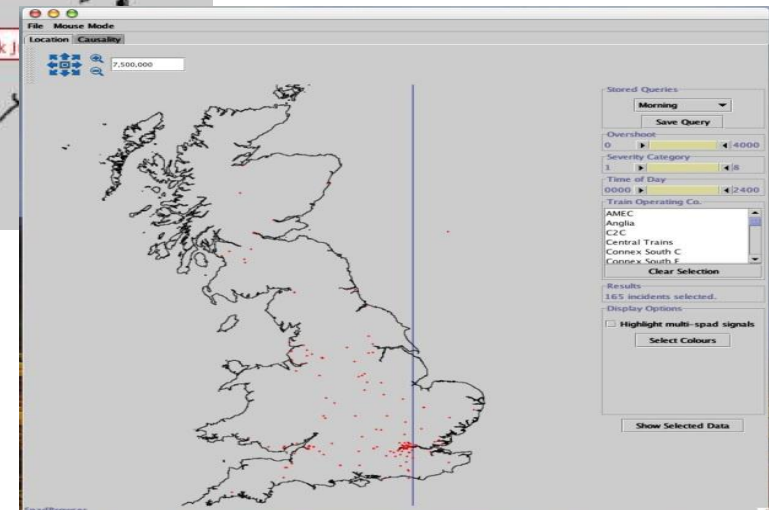 k J
File Mouse Mode
Location Causality
7,500,000
Stored Queries
Morning
Save Query
Overshoot
0 4000
Severity Category
1 8
Time of Day
0000 2400
Train Operating Co.
AMEC
Anglia
C2C
Central Trains
Connex South C
Connex South E
Clear Selection
Results
165 incidents selected.
Display Options
Highlight multi-spad signals
Select Colours
Show Selected Data